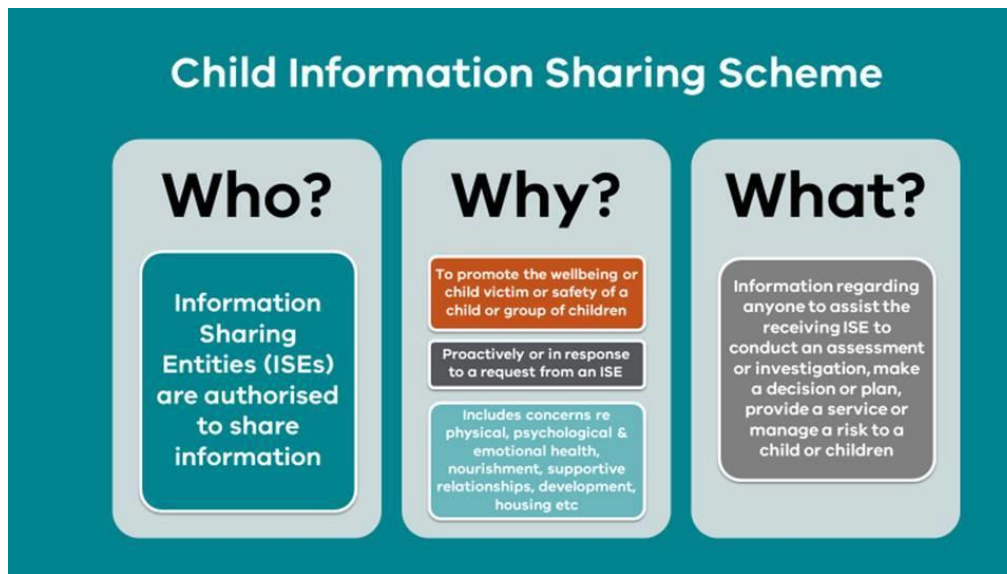 Child Information Sharing Scheme
Who?
Information
Sharing
Entities (ISEs)
are authorised
to share
information
Why?
To promote the wellbeing or
child victim or safety of a
child or group of children
Proactively or in response
to a request from an ISE
Includes concerns re
physical, psychological &
emotional health,
nourishment, supportive
relationships, development,
housing etc
What?
Information regarding
anyone to assist the
receiving ISE to
conduct an assessment
or investigation, make
a decision or plan,
provide a service or
manage a risk to a
child or children